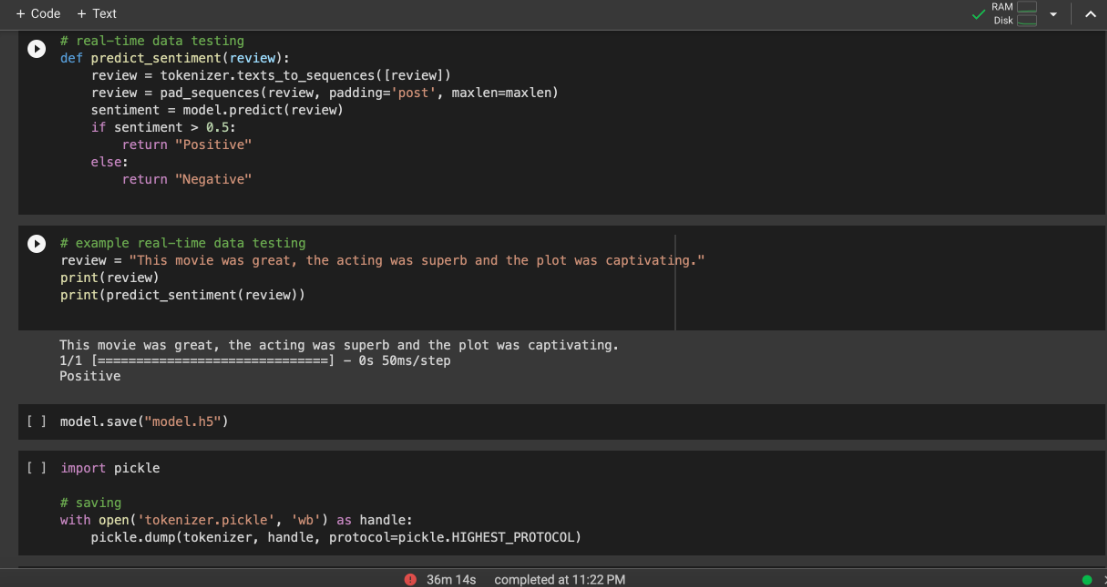 + Code + Text
RAM
Disk
# real-time data testing
def predict_sentiment(review):
    review = tokenizer.texts_to_sequences([review])
    review = pad_sequences(review, padding='post', maxlen=maxlen)
    sentiment = model.predict(review)
    if sentiment > 0.5:
        return "Positive"
    else:
        return "Negative"
# example real-time data testing
review = "This movie was great, the acting was superb and the plot was captivating."
print(review)
print(predict_sentiment(review))
This movie was great, the acting was superb and the plot was captivating.
1/1 [==============================] - 0s 50ms/step
Positive
[ ] model.save("model.h5")
[ ] import pickle
# saving
with open('tokenizer.pickle', 'wb') as handle:
    pickle.dump(tokenizer, handle, protocol=pickle.HIGHEST_PROTOCOL)
36m 14s completed at 11:22 PM